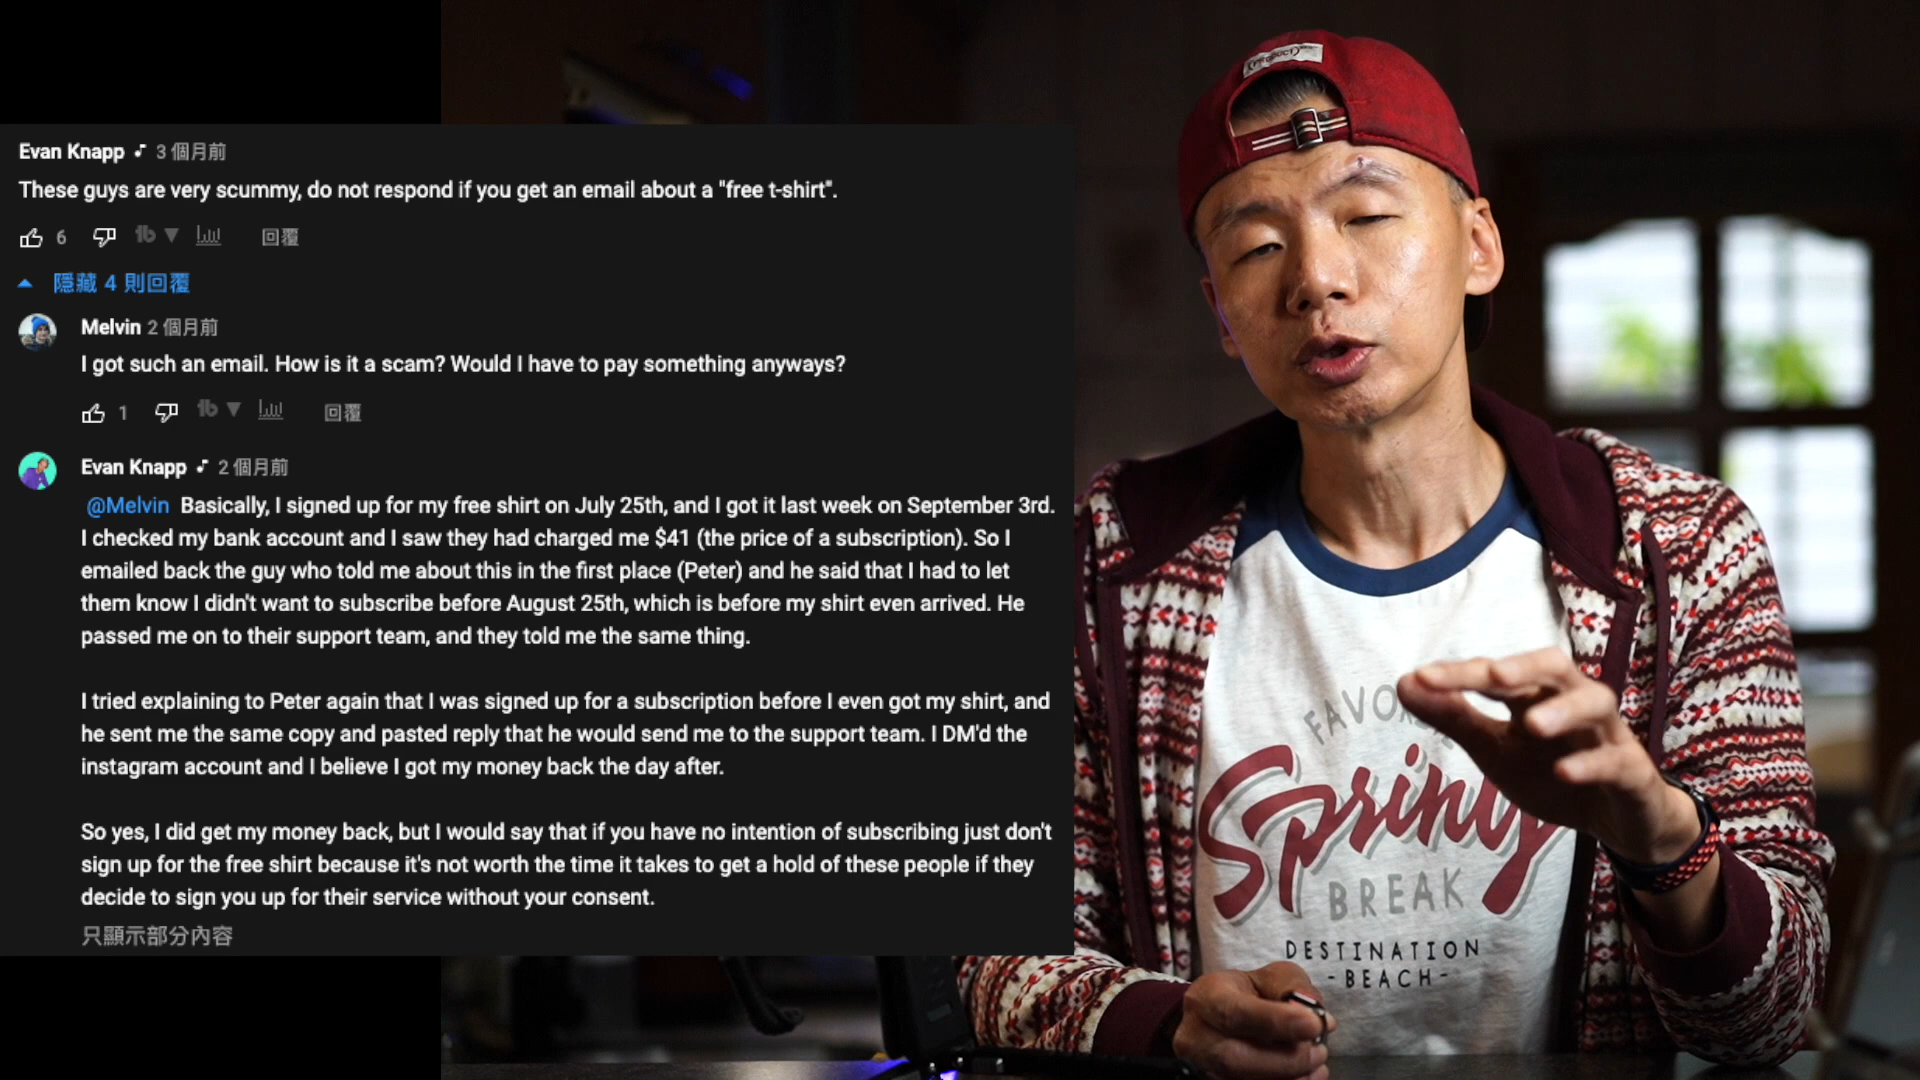 Evan Knapp 3 個月前
These guys are very scummy, do not respond if you get an email about a "free t-shirt".
6 回覆
隱藏 4 則回覆
Melvin 2 個月前
I got such an email. How is it a scam? Would I have to pay something anyways?
1 回覆
Evan Knapp 2 個月前
@Melvin Basically, I signed up for my free shirt on July 25th, and I got it last week on September 3rd.
I checked my bank account and I saw they had charged me $41 (the price of a subscription). So I
emailed back the guy who told me about this in the first place (Peter) and he said that I had to let
them know I didn't want to subscribe before August 25th, which is before my shirt even arrived. He
passed me on to their support team, and they told me the same thing.
I tried explaining to Peter again that I was signed up for a subscription before I even got my shirt, and
he sent me the same copy and pasted reply that he would send me to the support team. I DM'd the
instagram account and I believe I got my money back the day after.
So yes, I did get my money back, but I would say that if you have no intention of subscribing just don't
sign up for the free shirt because it's not worth the time it takes to get a hold of these people if they
decide to sign you up for their service without your consent.
只顯示部分內容
BREAK
DESTINATION
-BEACH-